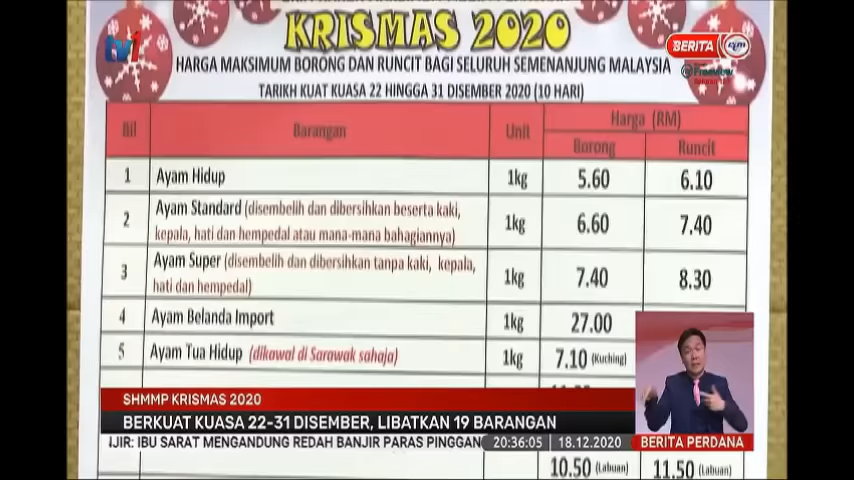 KRISMAS 2020
tv1
BERITA rtm
Freeview
HARGA MAKSIMUM BORONG DAN RUNCIT BAGI SELURUH SEMENANJUNG MALAYSIA
TARIKH KUAT KUASA 22 HINGGA 31 DISEMBER 2020 (10 HARI)
Bil Barangan Unit Harga (RM)
Borong Runcit
1 Ayam Hidup 1kg 5.60 6.10
2 Ayam Standard (disembelih dan dibersihkan beserta kaki,
kepala, hati dan hempedal atau mana-mana bahagiannya) 1kg 6.60 7.40
3 Ayam Super (disembelih dan dibersihkan tanpa kaki, kepala,
hati dan hempedal) 1kg 7.40 8.30
4 Ayam Belanda Import 1kg 27.00
5 Ayam Tua Hidup (dikawal di Sarawak sahaja) 1kg 7.10 (Kuching)
SHMMP KRISMAS 2020
BERKUAT KUASA 22-31 DISEMBER, LIBATKAN 19 BARANGAN
IJIR: IBU SARAT MENGANDUNG REDAH BANJIR PARAS PINGGAN 20:36:05 18.12.2020 BERITA PERDANA
10.50 (Labuan) 11.50 (Labuan)